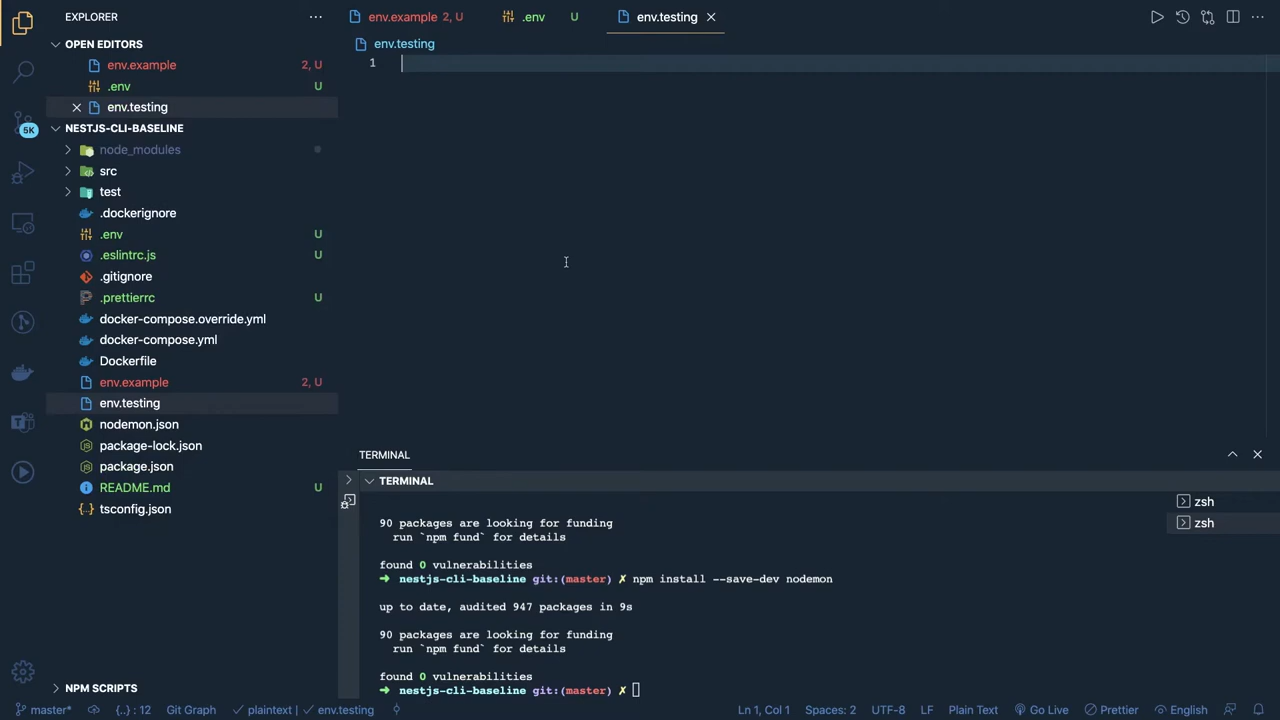 EXPLORER
env.example 2, U
.env U
env.testing
OPEN EDITORS
env.example 2, U
.env U
env.testing
NESTJS-CLI-BASELINE
node_modules
src
test
.dockerignore
.env U
.eslintrc.js U
.gitignore
.prettierrc U
docker-compose.override.yml
docker-compose.yml
Dockerfile
env.example 2, U
env.testing
nodemon.json
package-lock.json
package.json
README.md U
tsconfig.json
NPM SCRIPTS
5K
env.testing
1
TERMINAL
TERMINAL
90 packages are looking for funding
run `npm fund` for details
found 0 vulnerabilities
➜ nestjs-cli-baseline git:(master) ✗ npm install --save-dev nodemon
up to date, audited 947 packages in 9s
90 packages are looking for funding
run `npm fund` for details
found 0 vulnerabilities
➜ nestjs-cli-baseline git:(master) ✗
zsh
zsh
master* {..} : 12 Git Graph ✓ plaintext | ✓ env.testing Ln 1, Col 1 Spaces: 2 UTF-8 LF Plain Text Go Live Prettier English